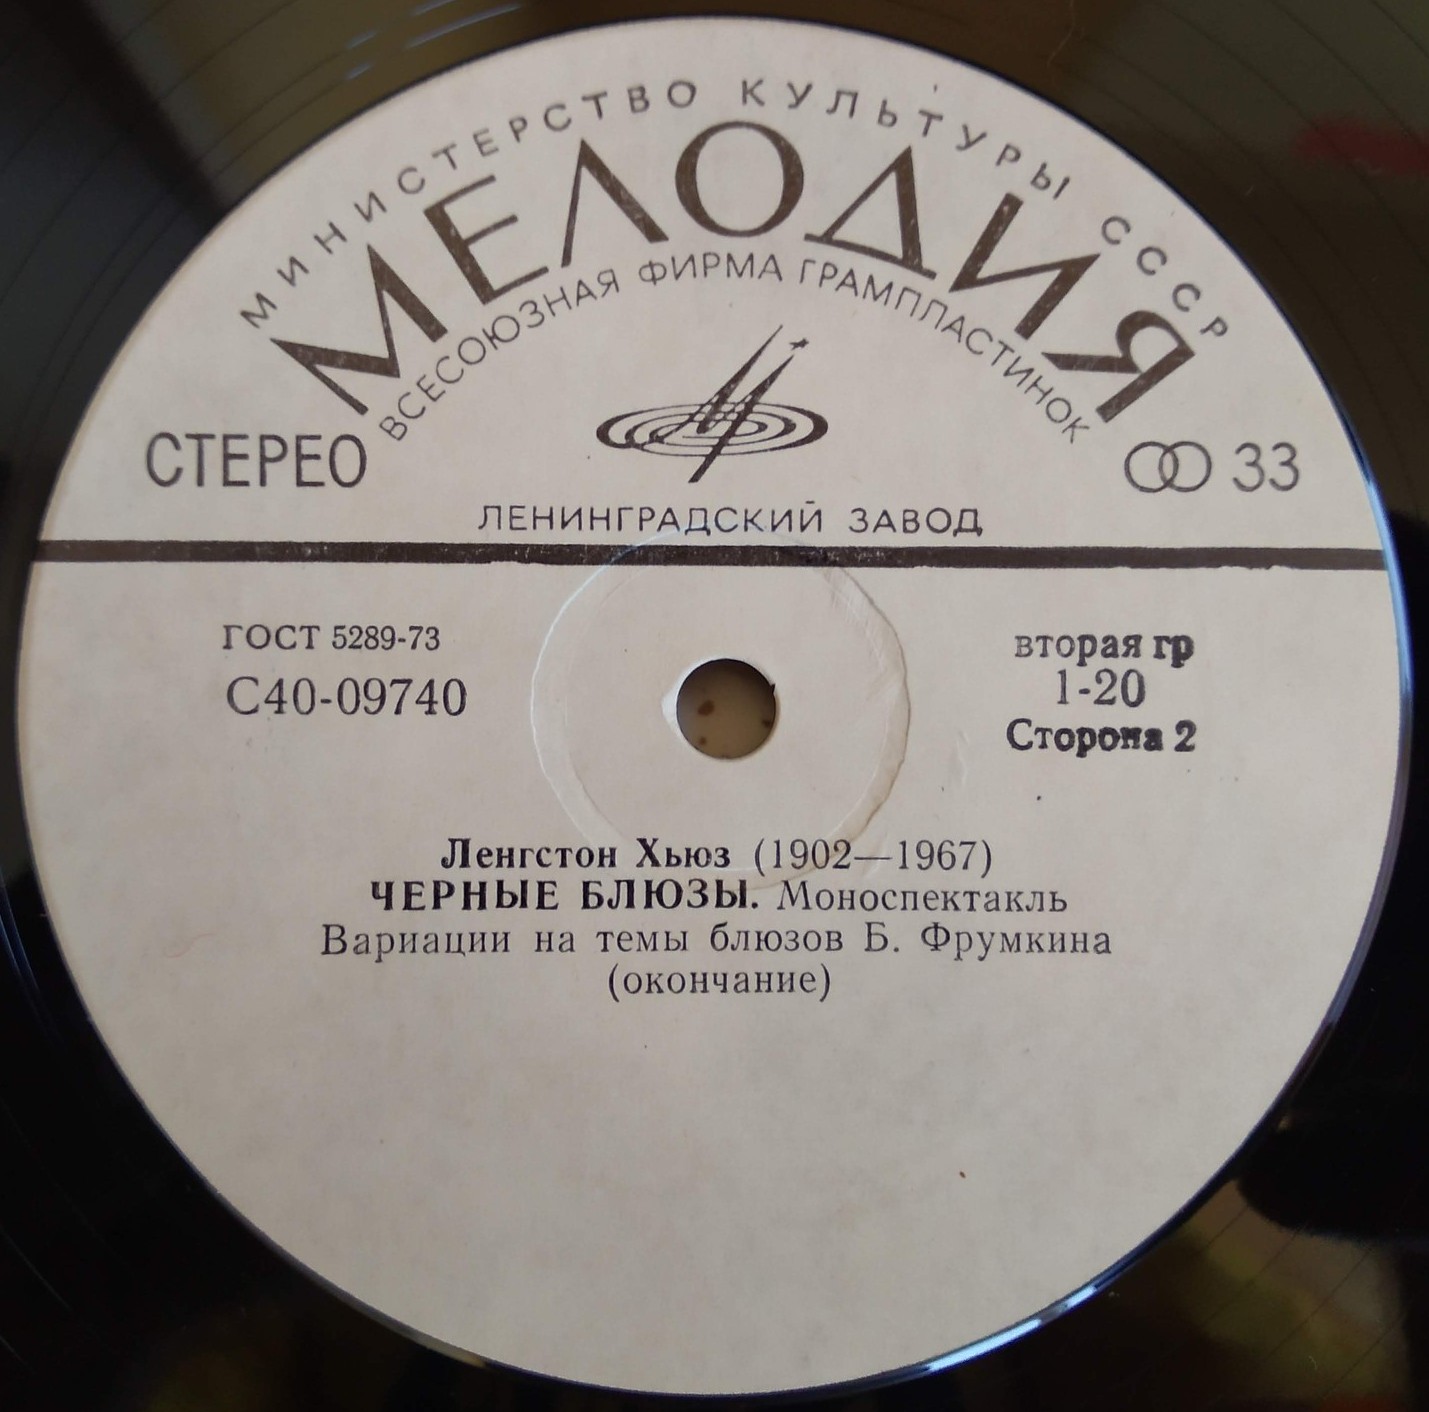 МИНИСТЕРСТВО КУЛЬТУРЫ СССР
МЕЛОДИЯ
ВСЕСОЮЗНАЯ ФИРМА ГРАМПЛАСТИНОК
СТЕРЕО
33
ЛЕНИНГРАДСКИЙ ЗАВОД
ГОСТ 5289-73
С40-09740
вторая гр
1-20
Сторона 2
Ленгстон Хьюз (1902—1967)
ЧЕРНЫЕ БЛЮЗЫ. Моноспектакль
Вариации на темы блюзов Б. Фрумкина
(окончание)